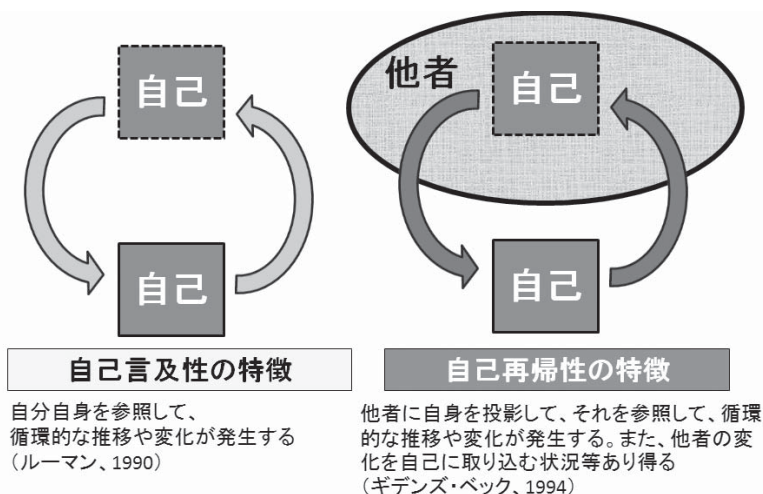 自己
自己
自己言及性の特徴
自分自身を参照して、
循環的な推移や変化が発生する
（ルーマン、1990）
他者
自己
自己
自己再帰性の特徴
他者に自身を投影して、それを参照して、循環
的な推移や変化が発生する。また、他者の変
化を自己に取り込む状況等あり得る
（ギデンズ・ベック、1994）